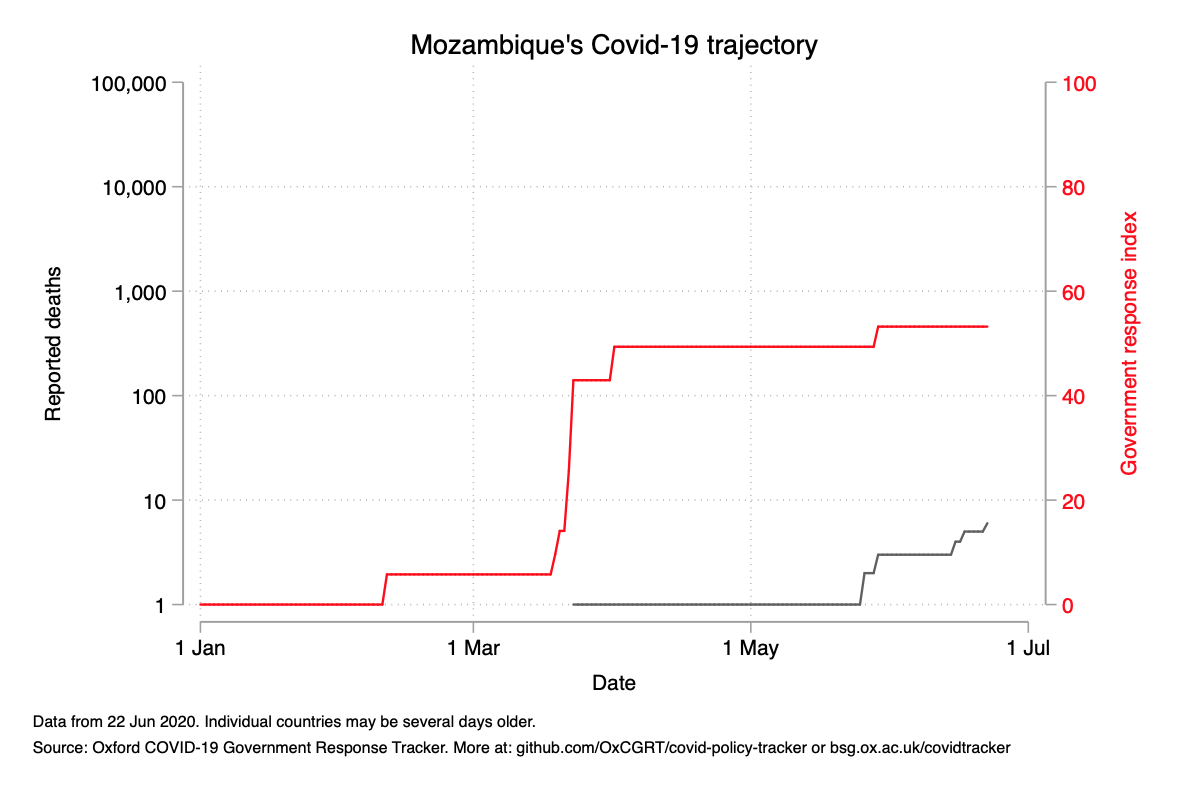 Mozambique's Covid-19 trajectory
100,000
10,000
1,000
100
10
1
Reported deaths
100
80
60
40
20
0
Government response index
1 Jan
1 Mar
1 May
1 Jul
Date
Data from 22 Jun 2020. Individual countries may be several days older.
Source: Oxford COVID-19 Government Response Tracker. More at: github.com/OxCGRT/covid-policy-tracker or bsg.ox.ac.uk/covidtracker